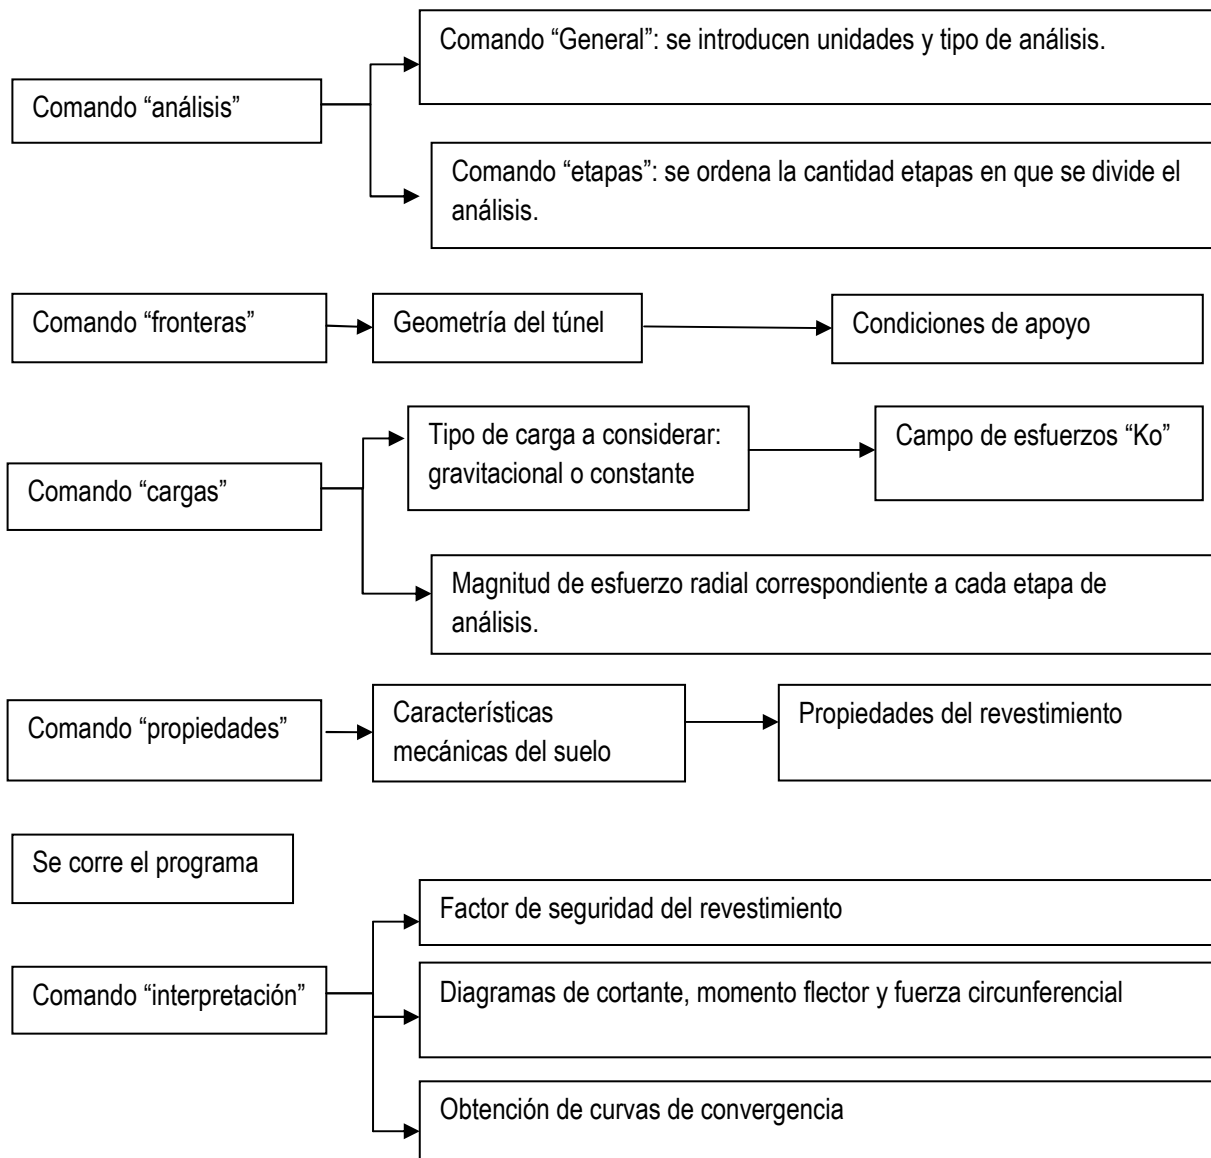 Comando “General”: se introducen unidades y tipo de análisis.
Comando “análisis”
Comando “etapas”: se ordena la cantidad etapas en que se divide el
análisis.
Comando “fronteras”
Geometría del túnel
Condiciones de apoyo
Tipo de carga a considerar:
gravitacional o constante
Campo de esfuerzos “Ko”
Comando “cargas”
Magnitud de esfuerzo radial correspondiente a cada etapa de
análisis.
Comando “propiedades”
Características
mecánicas del suelo
Propiedades del revestimiento
Se corre el programa
Factor de seguridad del revestimiento
Comando “interpretación”
Diagramas de cortante, momento flector y fuerza circunferencial
Obtención de curvas de convergencia